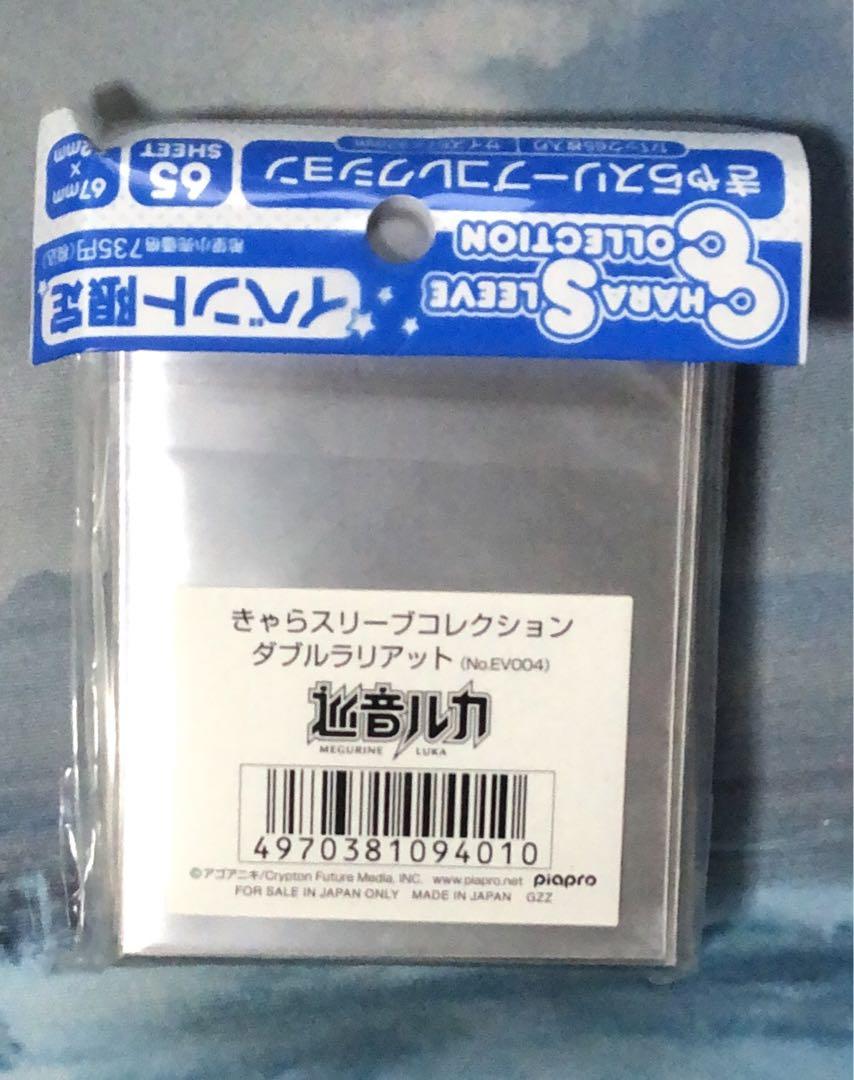 CHARA SLEEVE
COLLECTION
きゃらスリーブコレクション
65
SHEET
67mm
×
2mm
イベント限定
希望小売価格735円(税込)
きゃらスリーブコレクション
ダブルラリアット (No.EV004)
巡音ルカ
MEGURINE LUKA
4970381094010
©アゴアニキ/Crypton Future Media, INC. www.piapro.net piapro
FOR SALE IN JAPAN ONLY MADE IN JAPAN GZZ